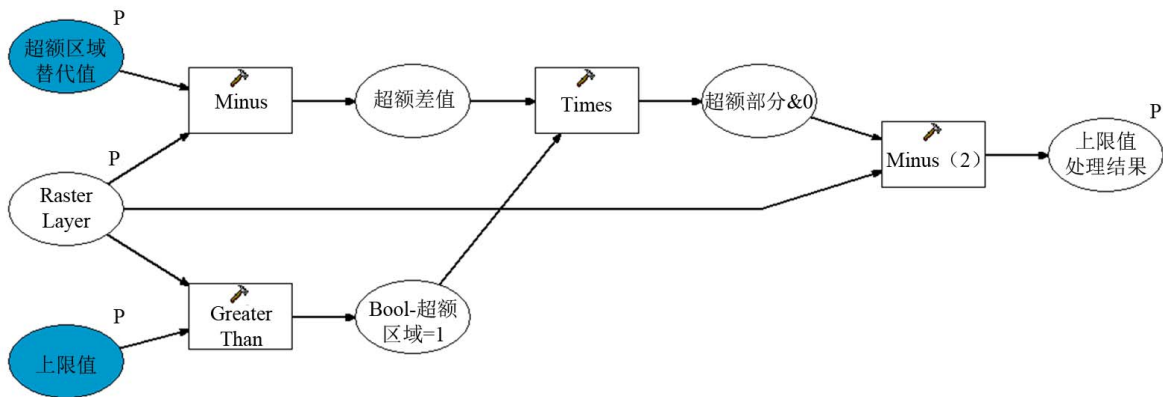 P
超额区域
替代值
Minus
超额差值
Times
超额部分&0
P
Minus（2）
上限值
处理结果
P
Raster
Layer
Greater
Than
Bool-超额
区域=1
P
上限值